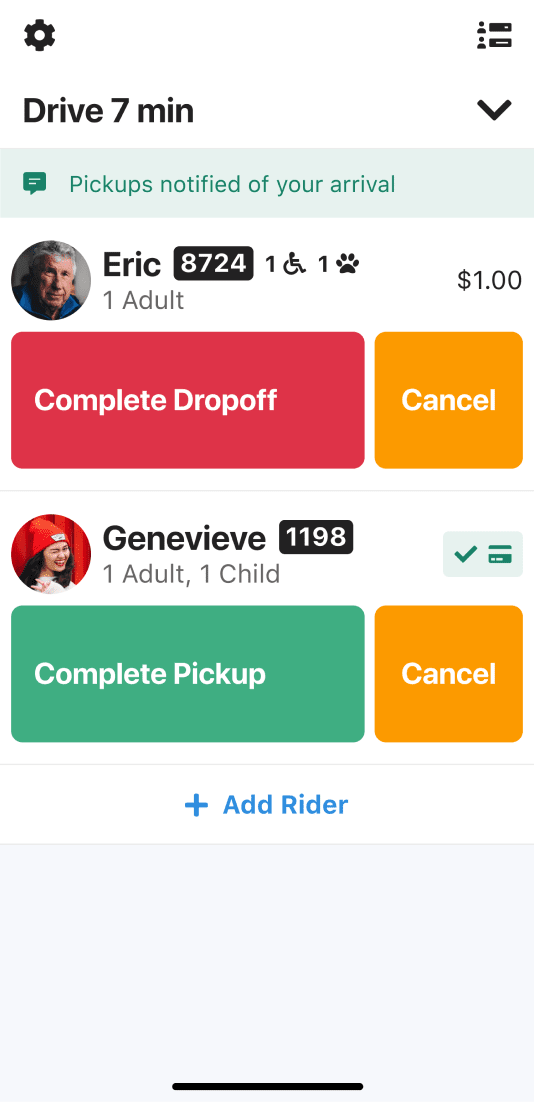 Drive 7 min
Pickups notified of your arrival
Eric 8724 1 1
1 Adult
$1.00
Complete Dropoff
Cancel
Genevieve 1198
1 Adult, 1 Child
Complete Pickup
Cancel
+ Add Rider